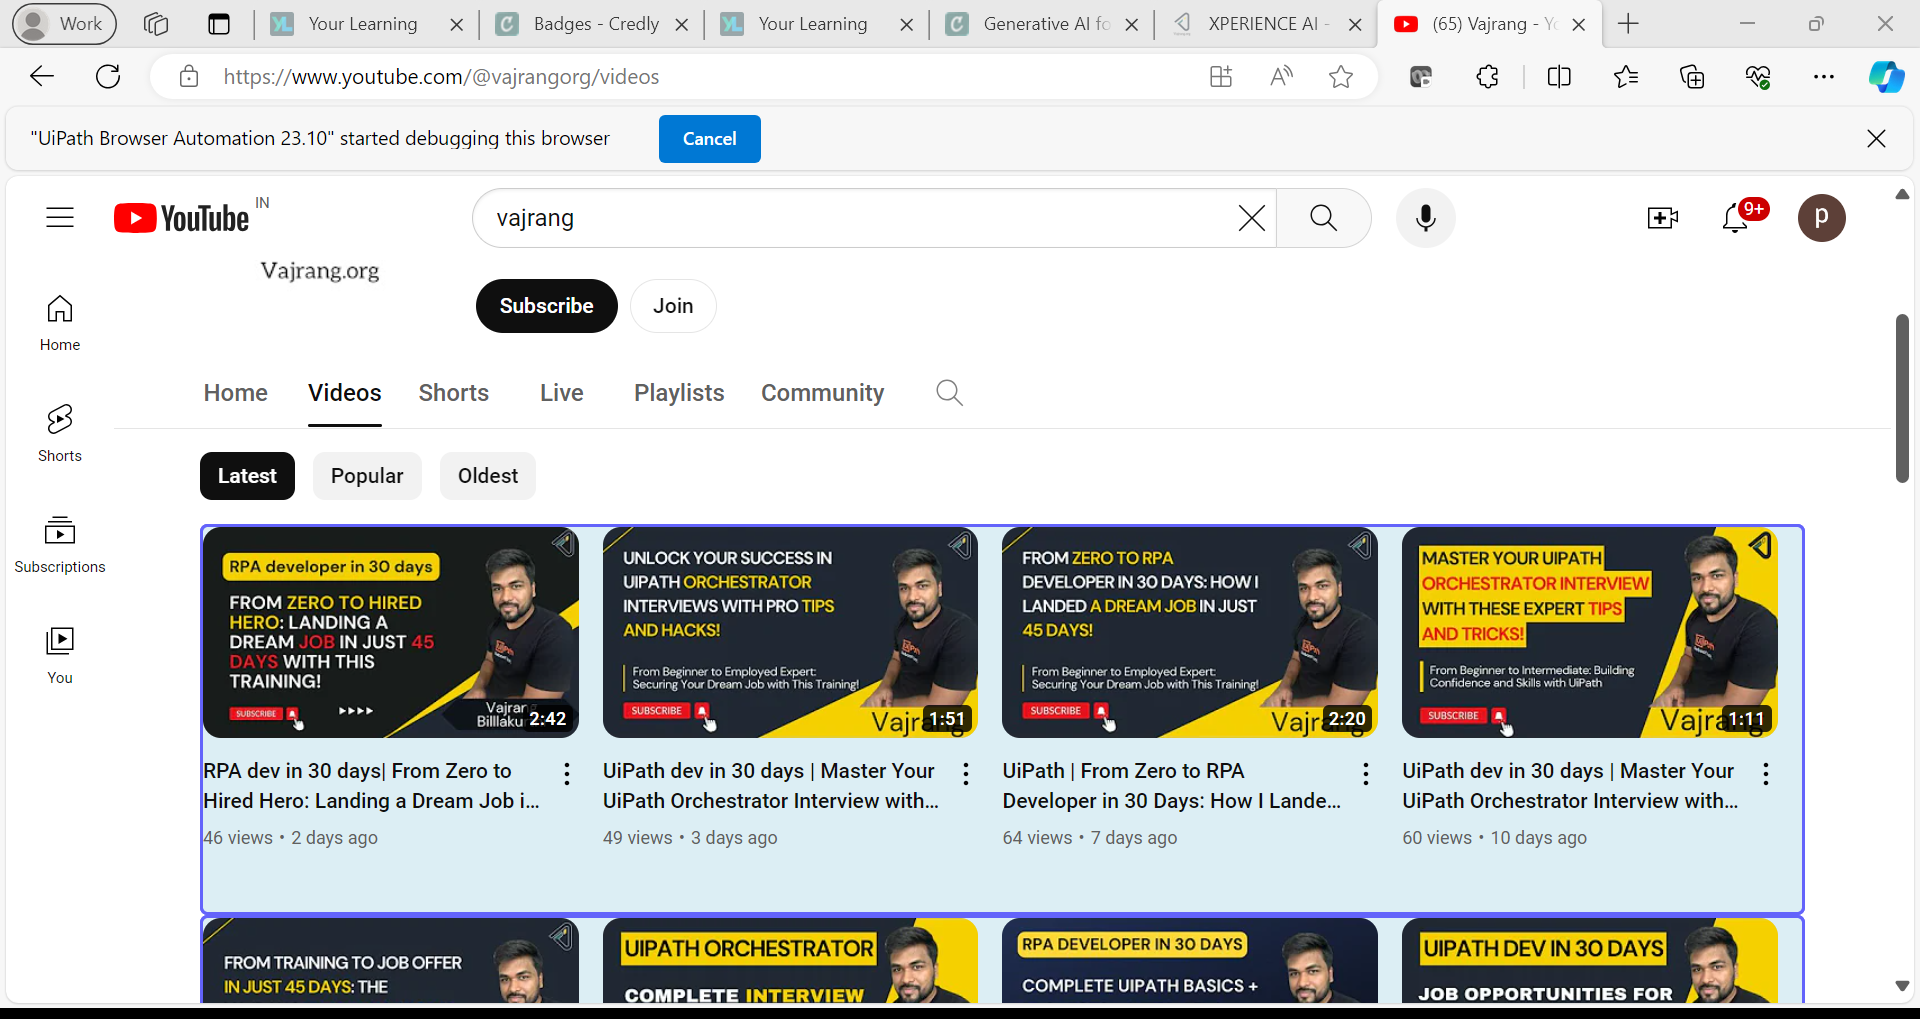 Work
Your Learning
Badges - Credly
Your Learning
Generative AI fo
XPERIENCE AI -
(65) Vajrang - Yo
https://www.youtube.com/@vajrangorg/videos
"UiPath Browser Automation 23.10" started debugging this browser
Cancel
YouTube IN
vajrang
9+
p
Vajrang.org
Subscribe
Join
Home
Shorts
Subscriptions
You
Home
Videos
Shorts
Live
Playlists
Community
Latest
Popular
Oldest
RPA developer in 30 days
FROM ZERO TO HIRED
HERO: LANDING A
DREAM JOB IN JUST 45
DAYS WITH THIS
TRAINING!
SUBSCRIBE
Vajrang
Billlaku
2:42
RPA dev in 30 days| From Zero to
Hired Hero: Landing a Dream Job i...
46 views • 2 days ago
UNLOCK YOUR SUCCESS IN
UIPATH ORCHESTRATOR
INTERVIEWS WITH PRO TIPS
AND HACKS!
From Beginner to Employed Expert:
Securing Your Dream Job with This Training!
SUBSCRIBE
Vajrang
1:51
UiPath dev in 30 days | Master Your
UiPath Orchestrator Interview with...
49 views • 3 days ago
FROM ZERO TO RPA
DEVELOPER IN 30 DAYS: HOW I
LANDED A DREAM JOB IN JUST
45 DAYS!
From Beginner to Employed Expert:
Securing Your Dream Job with This Training!
SUBSCRIBE
Vajrang
2:20
UiPath | From Zero to RPA
Developer in 30 Days: How I Lande...
64 views • 7 days ago
MASTER YOUR UIPATH
ORCHESTRATOR INTERVIEW
WITH THESE EXPERT TIPS
AND TRICKS!
From Beginner to Intermediate: Building
Confidence and Skills with UiPath
SUBSCRIBE
Vajrang
1:11
UiPath dev in 30 days | Master Your
UiPath Orchestrator Interview with...
60 views • 10 days ago
FROM TRAINING TO JOB OFFER
IN JUST 45 DAYS: THE
UIPATH ORCHESTRATOR
COMPLETE INTERVIEW
RPA DEVELOPER IN 30 DAYS
COMPLETE UIPATH BASICS +
UIPATH DEV IN 30 DAYS
JOB OPPORTUNITIES FOR